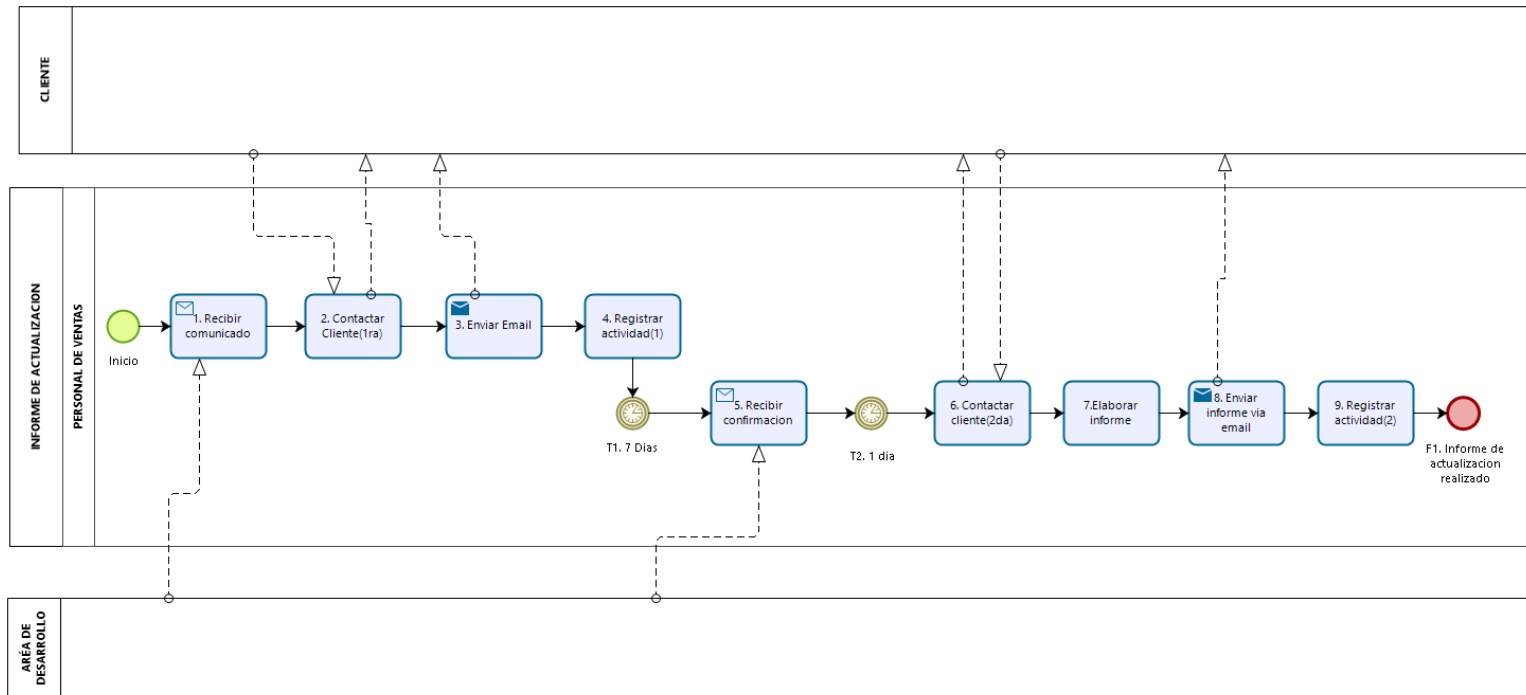 CLIENTE
INFORME DE ACTUALIZACION
PERSONAL DE VENTAS
Inicio
1. Recibir
comunicado
2. Contactar
Cliente(1ra)
3. Enviar Email
4. Registrar
actividad(1)
T1. 7 Dias
5. Recibir
confirmacion
T2. 1 dia
6. Contactar
cliente(2da)
7.Elaborar
informe
8. Enviar
informe via
email
9. Registrar
actividad(2)
F1. Informe de
actualizacion
realizado
ARÉA DE
DESARROLLO